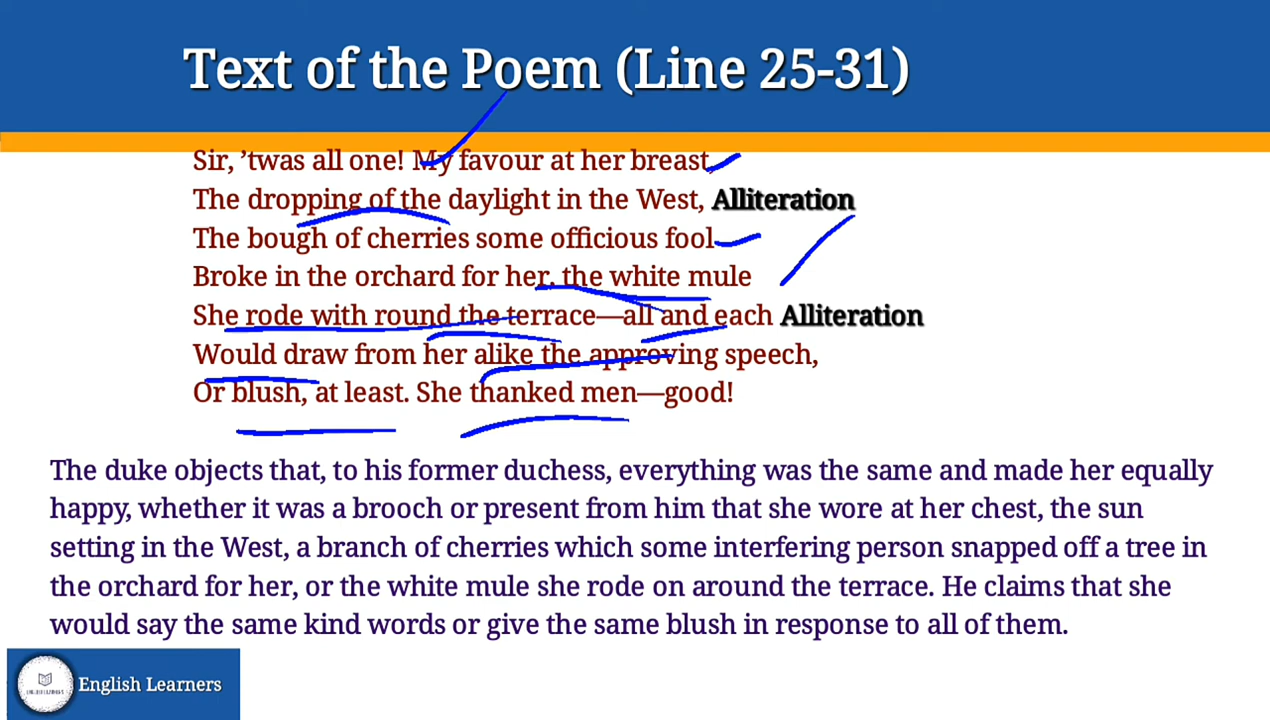 Text of the Poem (Line 25-31)
Sir, ’twas all one! My favour at her breast,
The dropping of the daylight in the West, Alliteration
The bough of cherries some officious fool
Broke in the orchard for her, the white mule
She rode with round the terrace—all and each Alliteration
Would draw from her alike the approving speech,
Or blush, at least. She thanked men—good!
The duke objects that, to his former duchess, everything was the same and made her equally
happy, whether it was a brooch or present from him that she wore at her chest, the sun
setting in the West, a branch of cherries which some interfering person snapped off a tree in
the orchard for her, or the white mule she rode on around the terrace. He claims that she
would say the same kind words or give the same blush in response to all of them.
English Learners